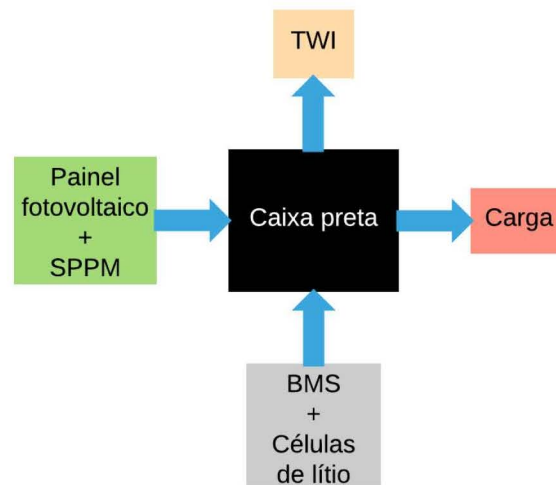 TWI
Painel
fotovoltaico
+
SPPM
Caixa preta
Carga
BMS
+
Células
de lítio